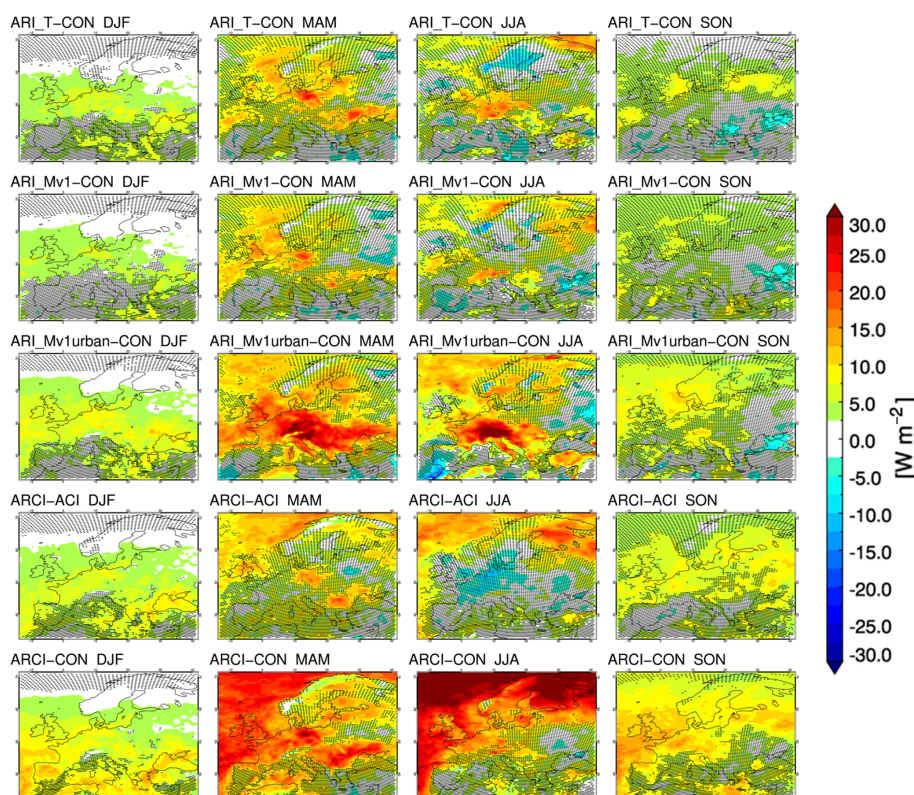 ARI_T−CON DJF
ARI_T−CON MAM
ARI_T−CON JJA
ARI_T−CON SON
ARI_Mv1−CON DJF
ARI_Mv1−CON MAM
ARI_Mv1−CON JJA
ARI_Mv1−CON SON
ARI_Mv1urban−CON DJF
ARI_Mv1urban−CON MAM
ARI_Mv1urban−CON JJA
ARI_Mv1urban−CON SON
ARCI−ACI DJF
ARCI−ACI MAM
ARCI−ACI JJA
ARCI−ACI SON
ARCI−CON DJF
ARCI−CON MAM
ARCI−CON JJA
ARCI−CON SON
30.0
25.0
20.0
15.0
10.0
5.0
0.0
-5.0
-10.0
-15.0
-20.0
-25.0
-30.0
[W m⁻²]